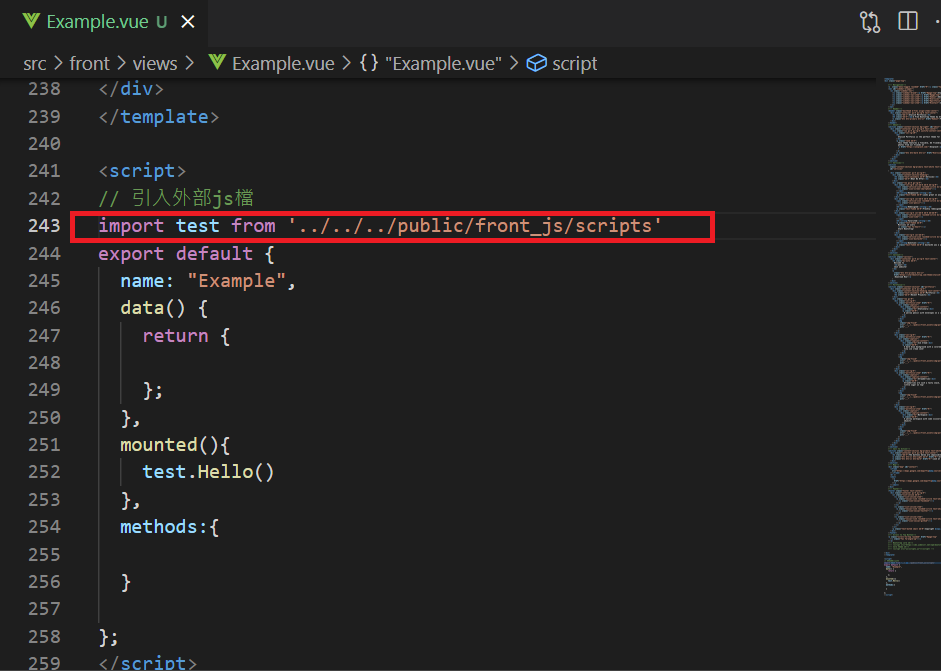 Example.vue U
src > front > views > Example.vue > {} "Example.vue" > script
238 </div>
239 </template>
240
241 <script>
242 // 引入外部js檔
243 import test from '../../../public/front_js/scripts'
244 export default {
245 name: "Example",
246 data() {
247 return {
248
249 };
250 },
251 mounted(){
252 test.Hello()
253 },
254 methods:{
255
256 }
257
258 };
259 </script>